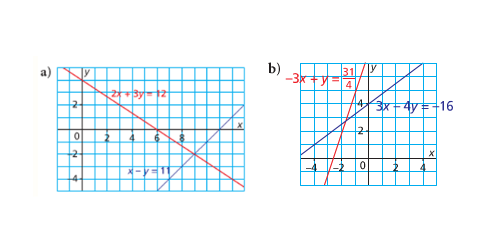 a)
y
2x + 3y = 12
2
x
0
2
4
6
8
-2
x - y = 11
-4
b)
-3x + y = 31/4
y
4
3x - 4y = -16
2
x
-4
-2
0
2
4